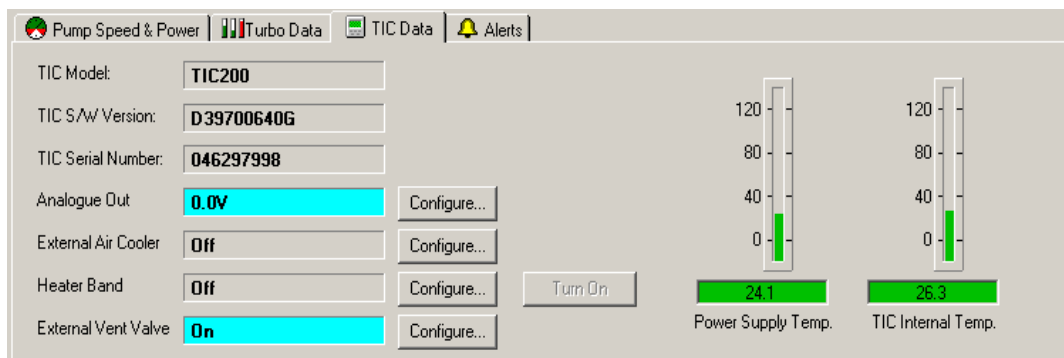 Pump Speed & Power Turbo Data TIC Data Alerts
TIC Model: TIC200
TIC S/W Version: D39700640G
TIC Serial Number: 046297998
Analogue Out 0.0V Configure...
External Air Cooler Off Configure...
Heater Band Off Configure... Turn On
External Vent Valve On Configure...
120 120
80 80
40 40
0 0
24.1 26.3
Power Supply Temp. TIC Internal Temp.